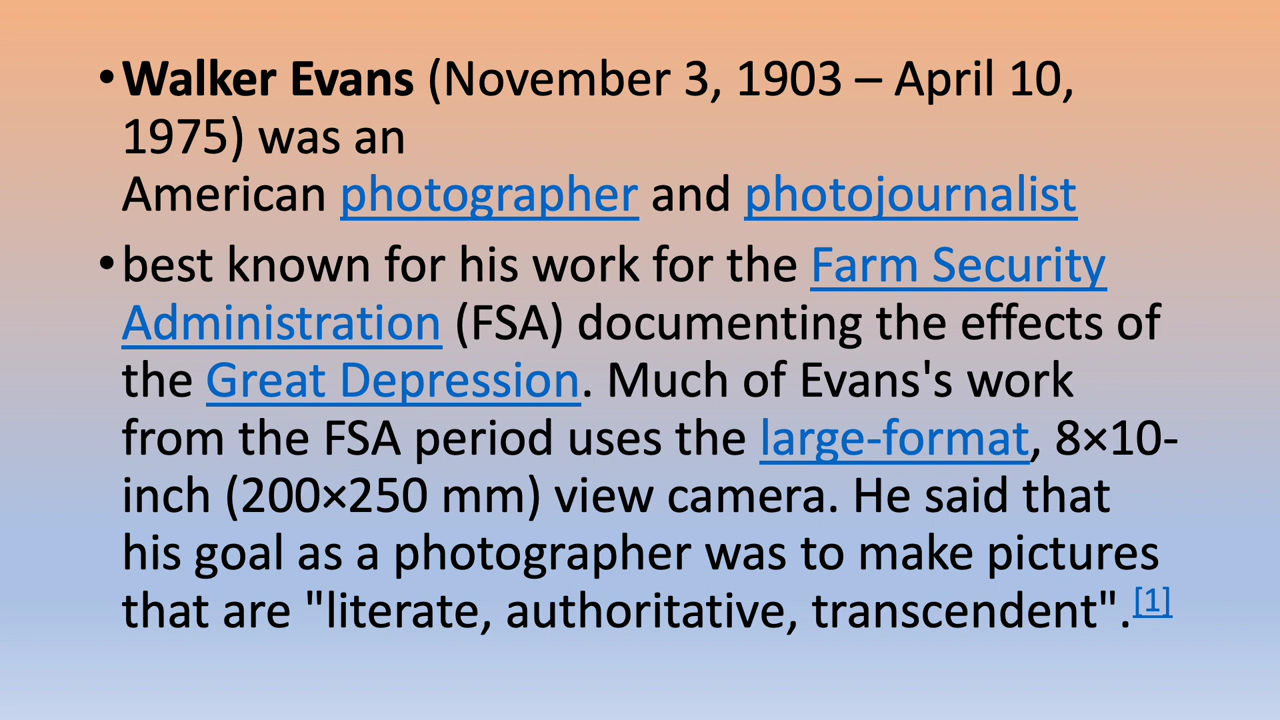 •Walker Evans (November 3, 1903 – April 10,
1975) was an
American photographer and photojournalist
•best known for his work for the Farm Security
Administration (FSA) documenting the effects of
the Great Depression. Much of Evans's work
from the FSA period uses the large-format, 8×10-
inch (200×250 mm) view camera. He said that
his goal as a photographer was to make pictures
that are "literate, authoritative, transcendent".[1]